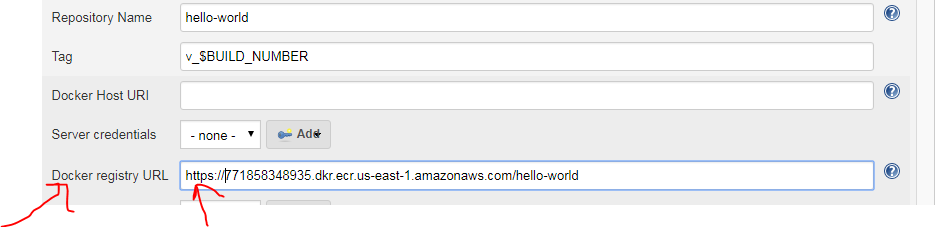 Repository Name hello-world
Tag v_$BUILD_NUMBER
Docker Host URI
Server credentials - none - Add
Docker registry URL https://771858348935.dkr.ecr.us-east-1.amazonaws.com/hello-world